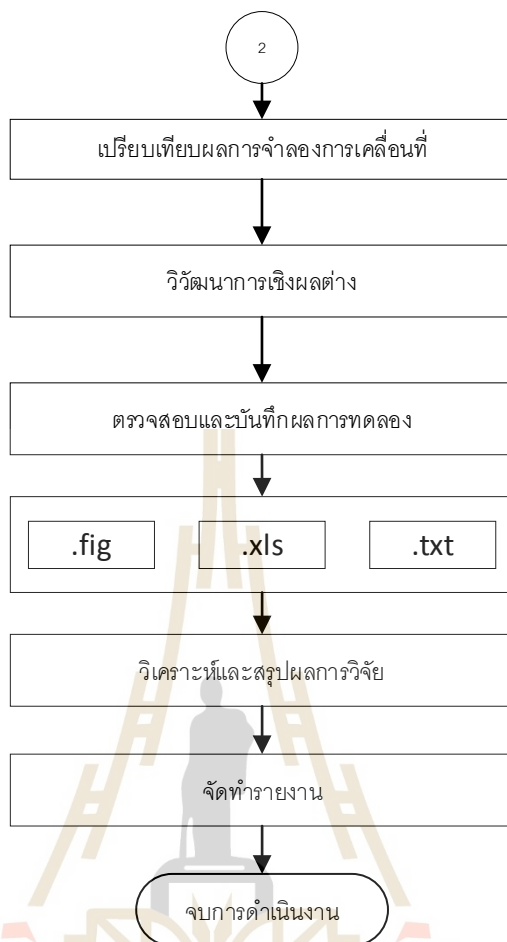 2
เปรียบเทียบผลการจำลองการเคลื่อนที่
วิวัฒนาการเชิงผลต่าง
ตรวจสอบและบันทึกผลการทดลอง
.fig .xls .txt
วิเคราะห์และสรุปผลการวิจัย
จัดทำรายงาน
จบการดำเนินงาน